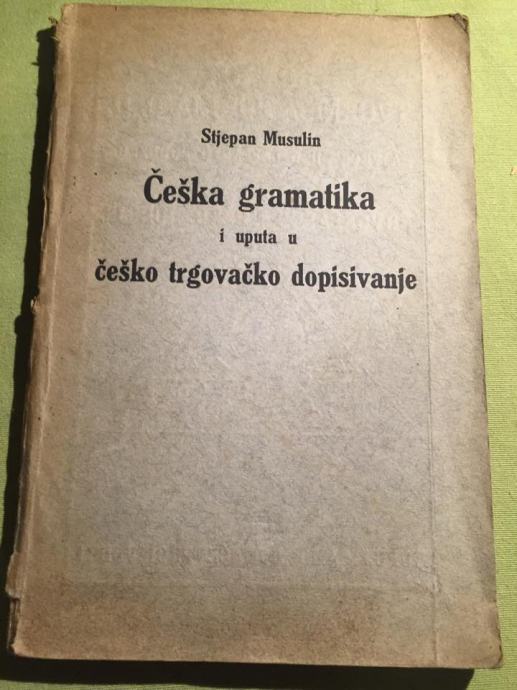 Stjepan Musulin
Češka gramatika
i uputa u
češko trgovačko dopisivanje